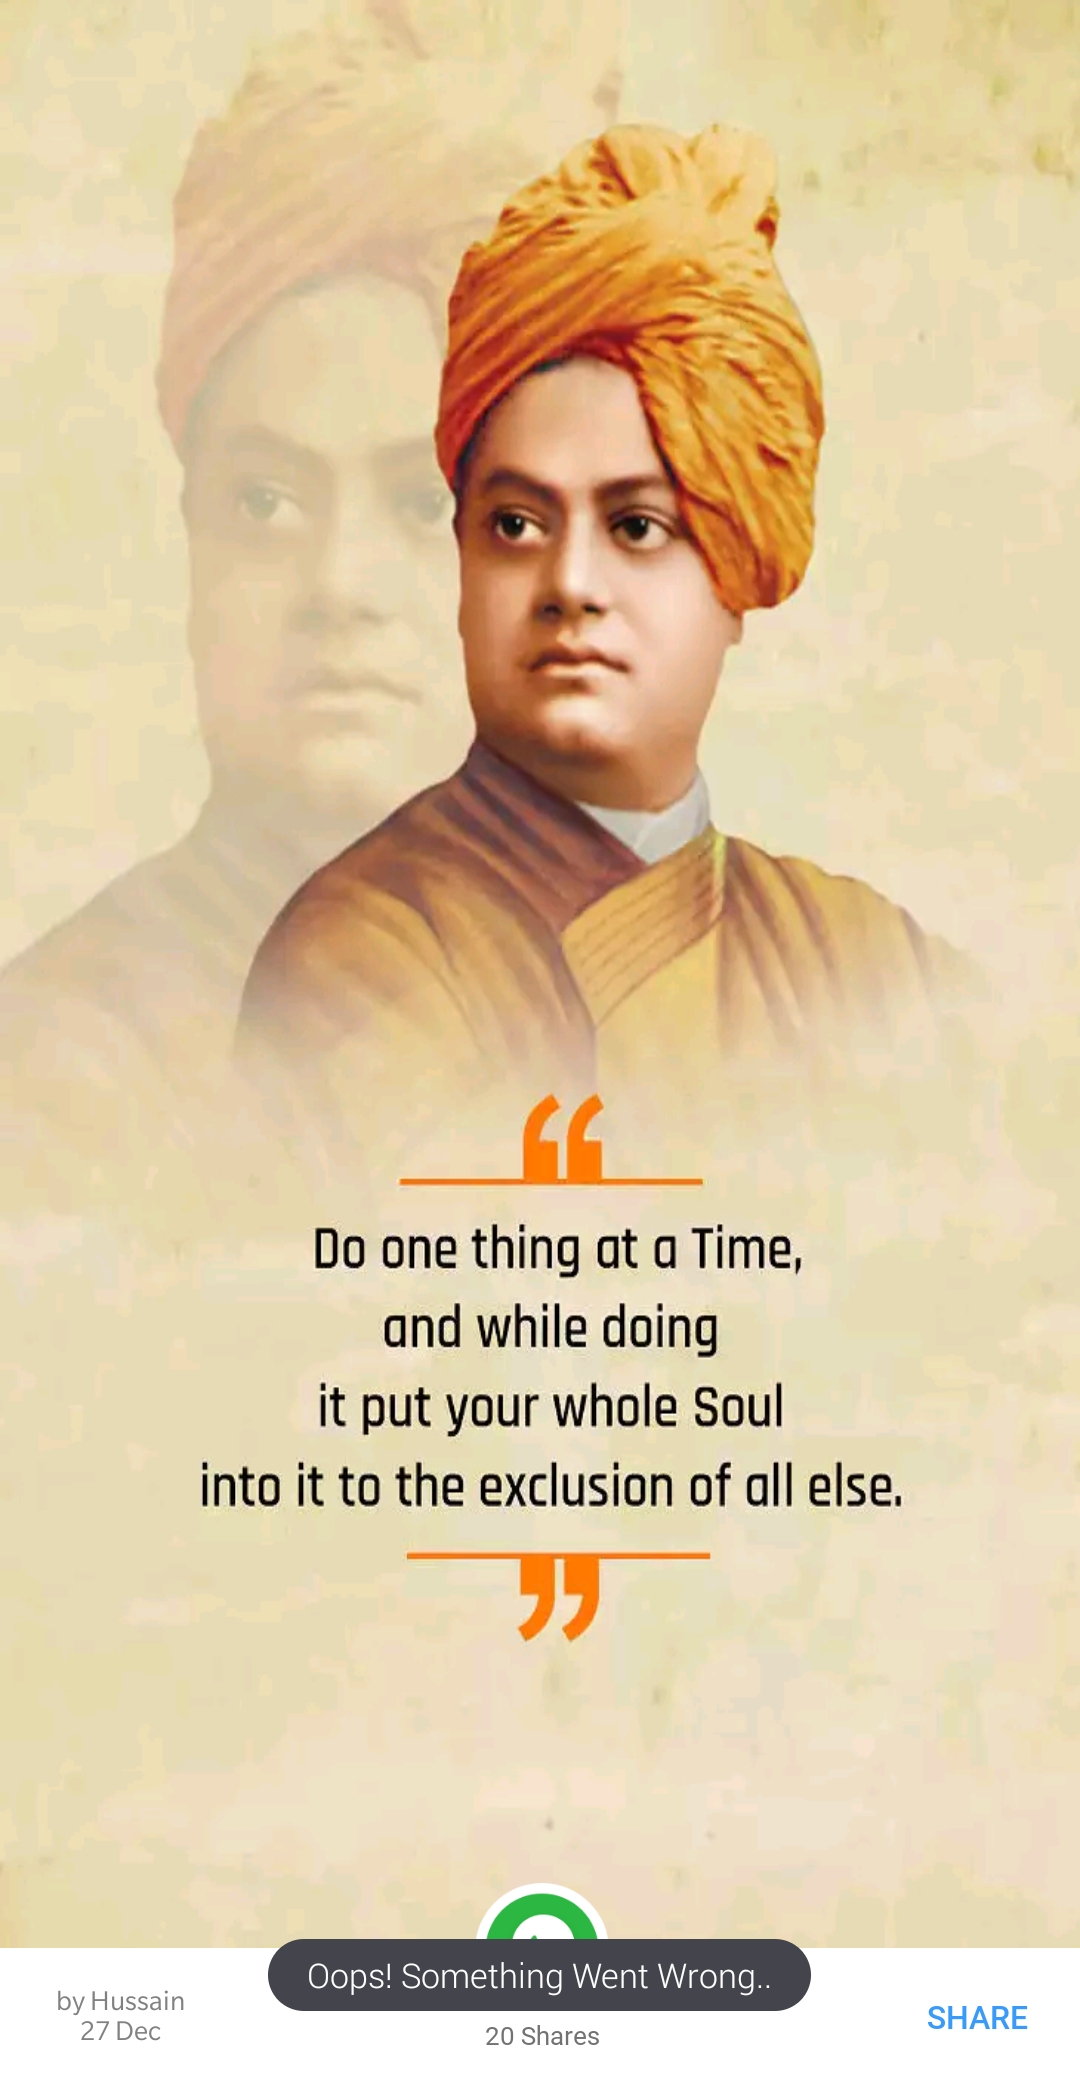 “
Do one thing at a Time,
and while doing
it put your whole Soul
into it to the exclusion of all else.
”
Oops! Something Went Wrong..
by Hussain
27 Dec
20 Shares
SHARE